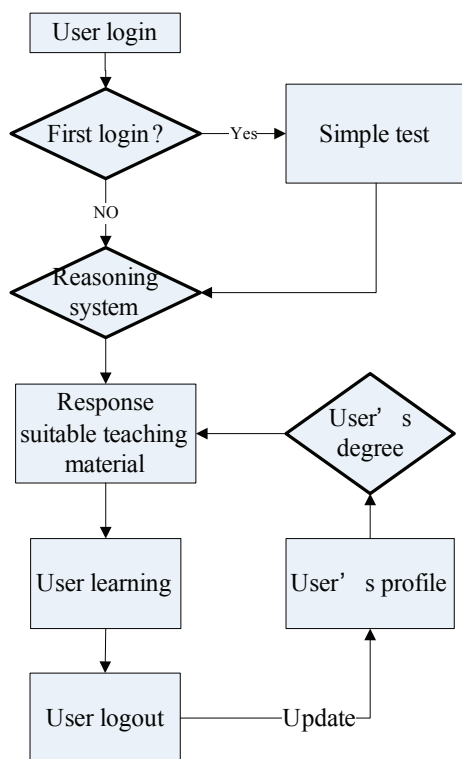 User login
First login?
Yes
Simple test
NO
Reasoning
system
Response
suitable teaching
material
User’s
degree
User learning
User’s profile
User logout
Update